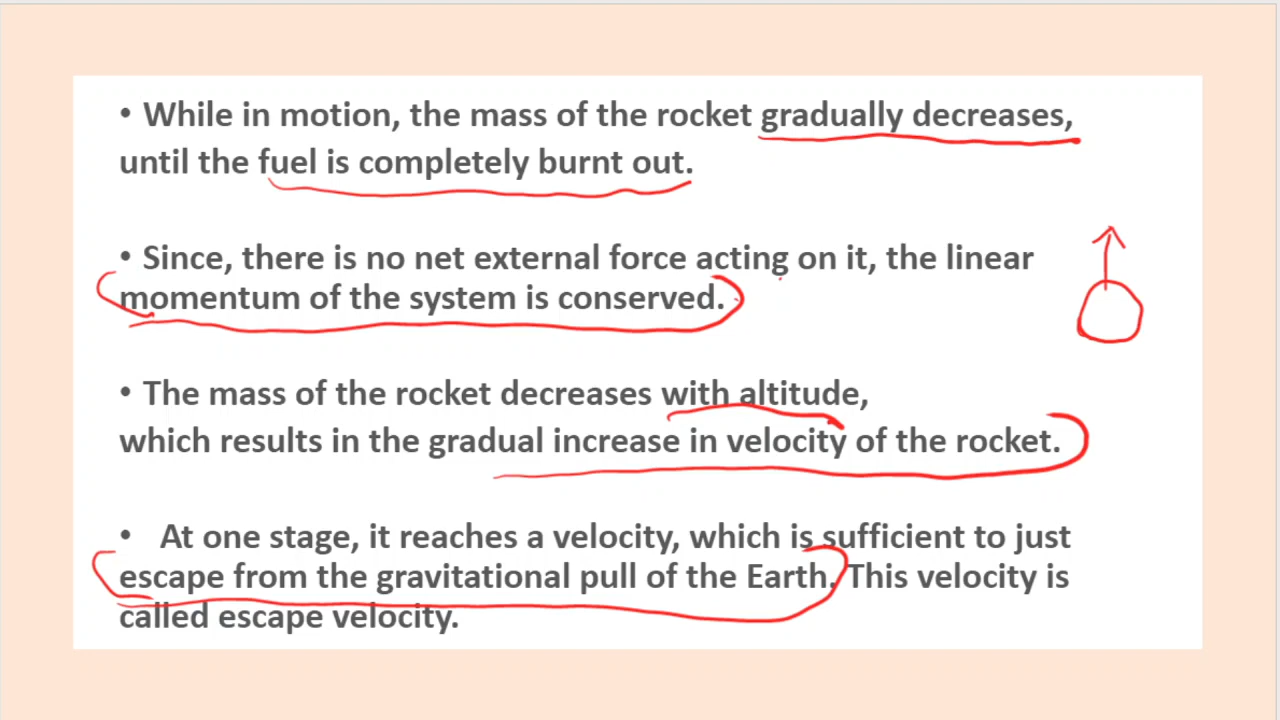 • While in motion, the mass of the rocket gradually decreases,
until the fuel is completely burnt out.
• Since, there is no net external force acting on it, the linear
momentum of the system is conserved.
• The mass of the rocket decreases with altitude,
which results in the gradual increase in velocity of the rocket.
• At one stage, it reaches a velocity, which is sufficient to just
escape from the gravitational pull of the Earth. This velocity is
called escape velocity.